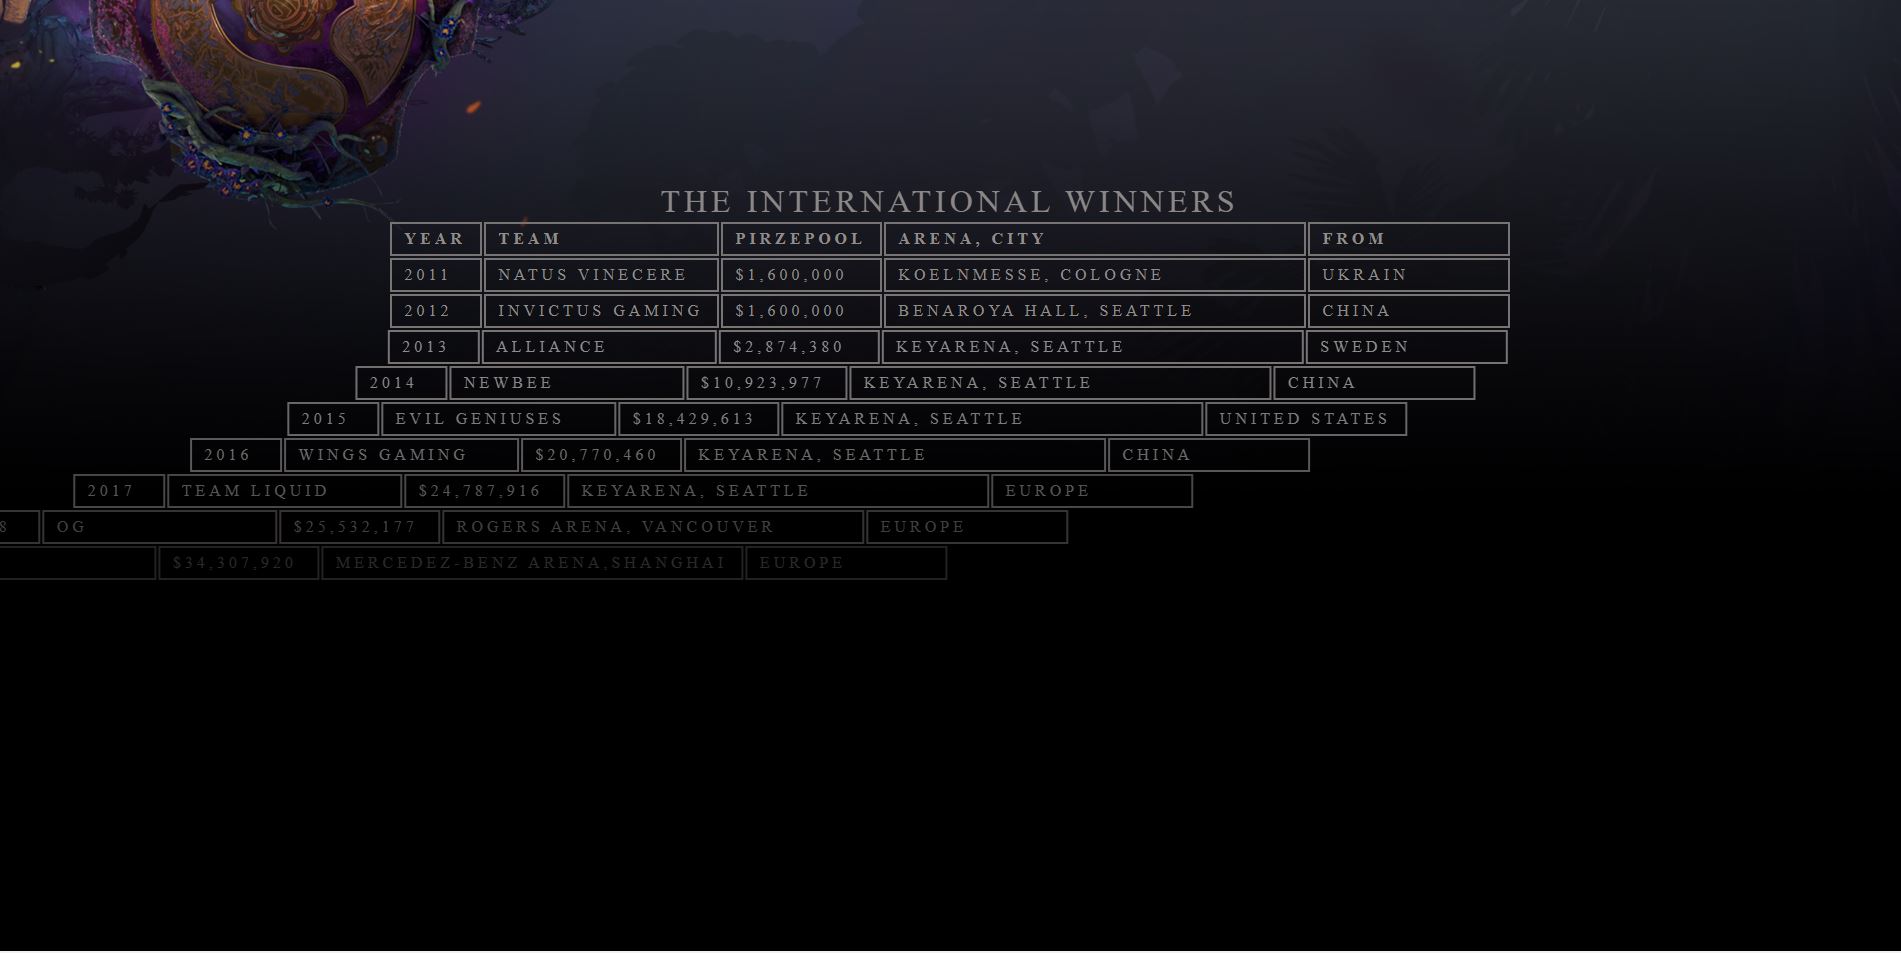 THE INTERNATIONAL WINNERS
YEAR TEAM PIRZEPOOL ARENA, CITY FROM
2011 NATUS VINECERE $1,600,000 KOELNMESSE, COLOGNE UKRAIN
2012 INVICTUS GAMING $1,600,000 BENAROYA HALL, SEATTLE CHINA
2013 ALLIANCE $2,874,380 KEYARENA, SEATTLE SWEDEN
2014 NEWBEE $10,923,977 KEYARENA, SEATTLE CHINA
2015 EVIL GENIUSES $18,429,613 KEYARENA, SEATTLE UNITED STATES
2016 WINGS GAMING $20,770,460 KEYARENA, SEATTLE CHINA
2017 TEAM LIQUID $24,787,916 KEYARENA, SEATTLE EUROPE
8 OG $25,532,177 ROGERS ARENA, VANCOUVER EUROPE
$34,307,920 MERCEDEZ-BENZ ARENA,SHANGHAI EUROPE